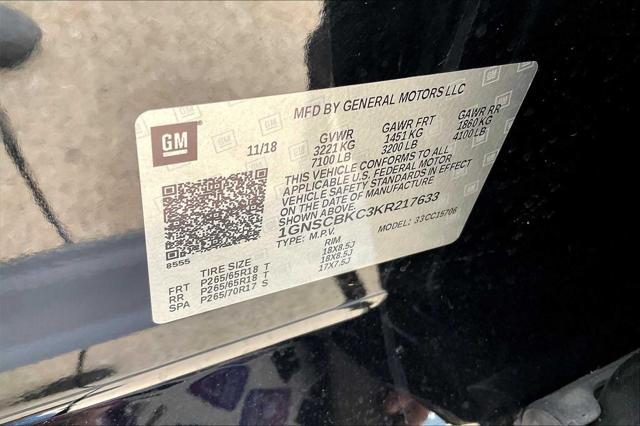 MFD BY GENERAL MOTORS LLC
GM
11/18
GVWR GAWR FRT GAWR RR
3221 KG 1451 KG 1860 KG
7100 LB 3200 LB 4100 LB
THIS VEHICLE CONFORMS TO ALL
APPLICABLE U.S. FEDERAL MOTOR
VEHICLE SAFETY STANDARDS IN EFFECT
ON THE DATE OF MANUFACTURE
SHOWN ABOVE.
1GNSCBKC3KR217633
TYPE: M.P.V. MODEL: 33CC15706
8555
TIRE SIZE RIM
FRT P265/65R18 T 18X8.5J
RR P265/65R18 T 18X8.5J
SPA P265/70R17 S 17X7.5J